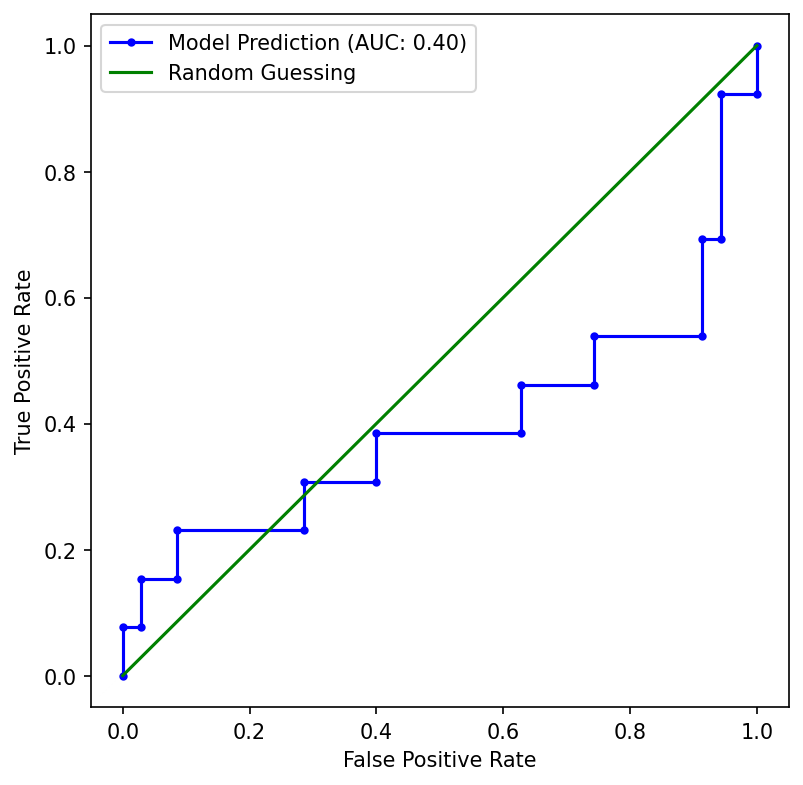 Model Prediction (AUC: 0.40)
Random Guessing
1.0
0.8
0.6
0.4
0.2
0.0
True Positive Rate
0.0 0.2 0.4 0.6 0.8 1.0
False Positive Rate